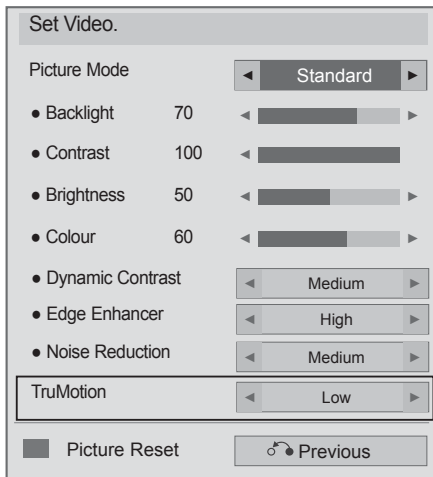 Set Video.
Picture Mode ◄ Standard ►
● Backlight 70 ◄ ►
● Contrast 100 ◄
● Brightness 50 ◄ ►
● Colour 60 ◄ ►
● Dynamic Contrast ◄ Medium ►
● Edge Enhancer ◄ High ►
● Noise Reduction ◄ Medium ►
TruMotion ◄ Low ►
Picture Reset Previous